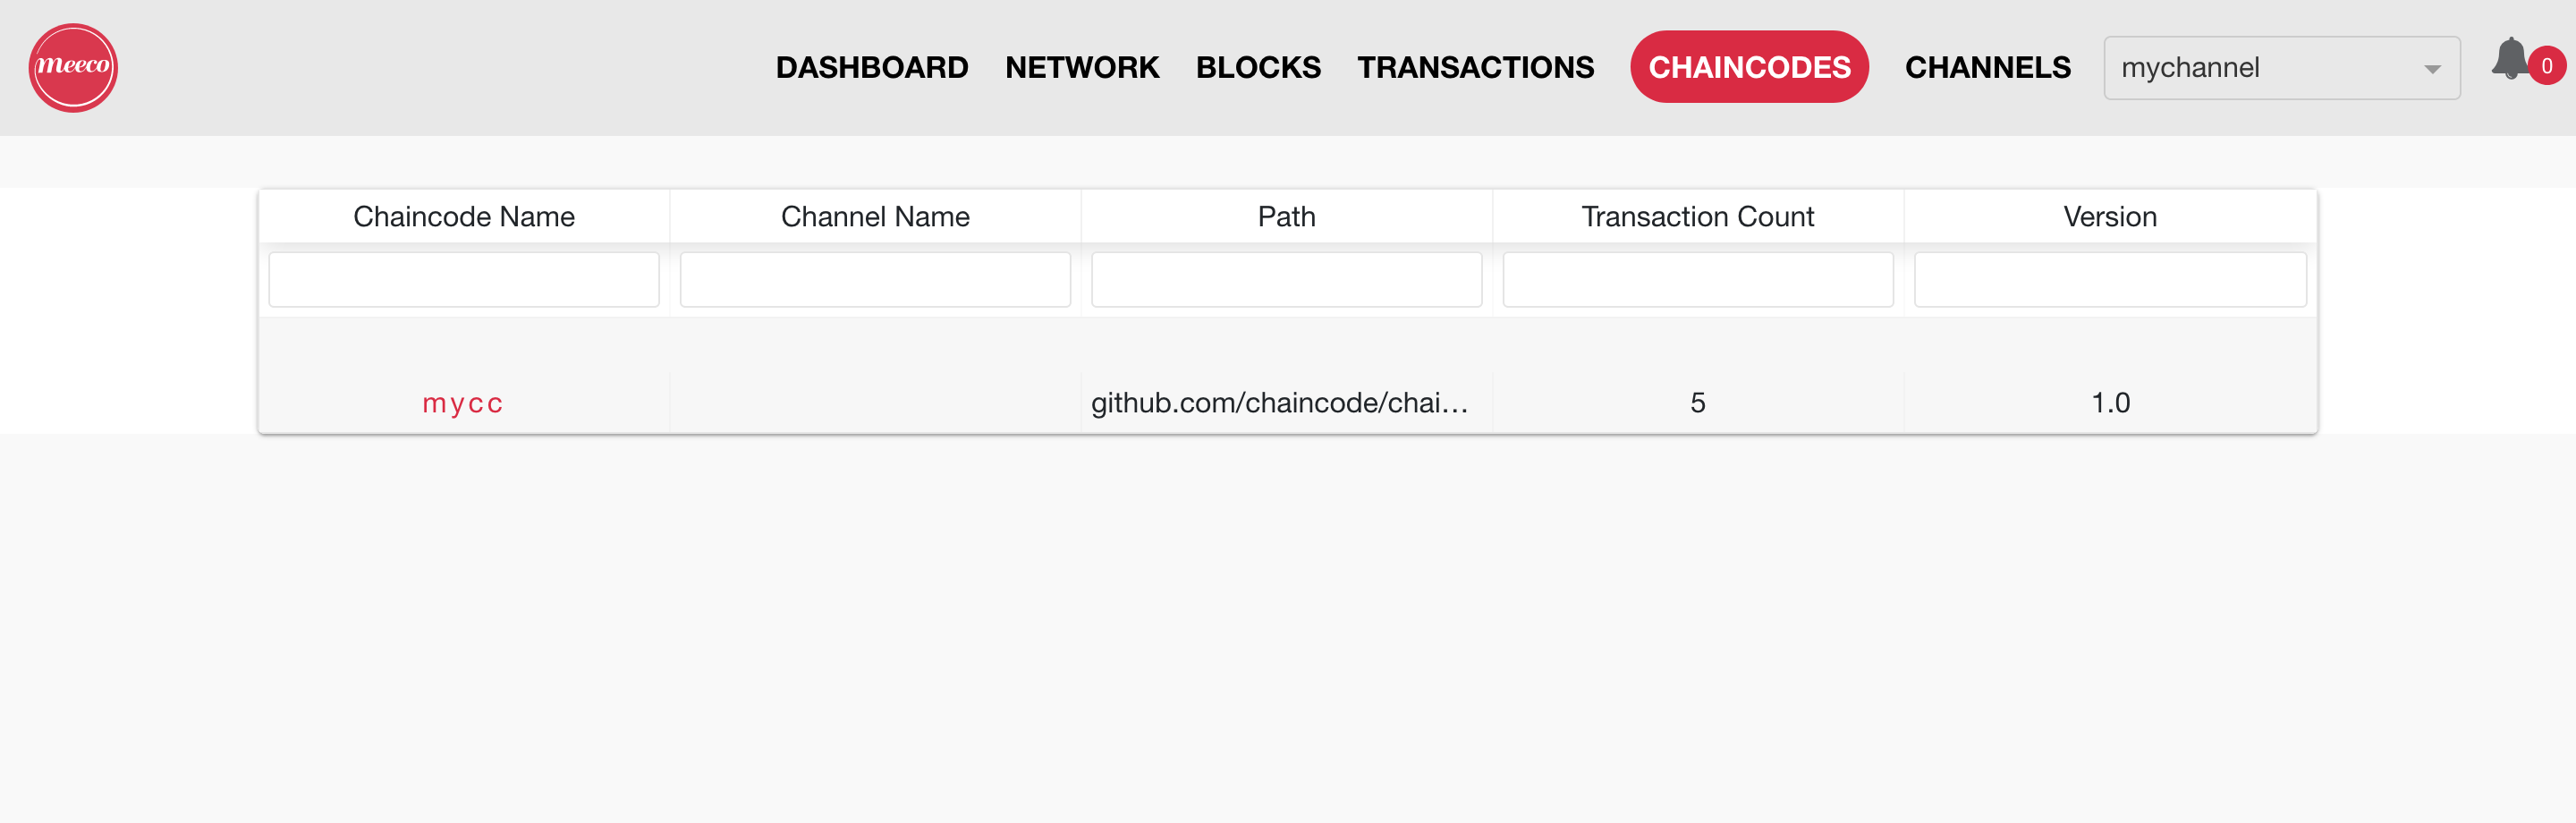 meeco DASHBOARD NETWORK BLOCKS TRANSACTIONS CHAINCODES CHANNELS mychannel 0
Chaincode Name Channel Name Path Transaction Count Version
mycc github.com/chaincode/chai... 5 1.0